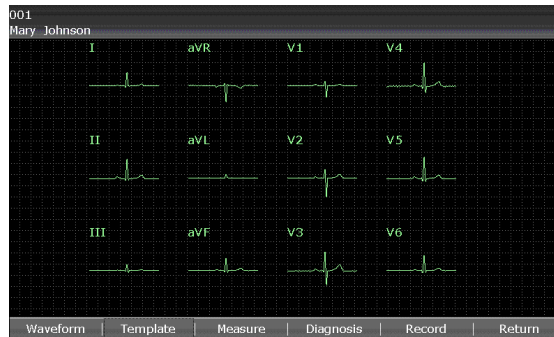 001
Mary Johnson
I aVR V1 V4
II aVL V2 V5
III aVF V3 V6
Waveform Template Measure Diagnosis Record Return